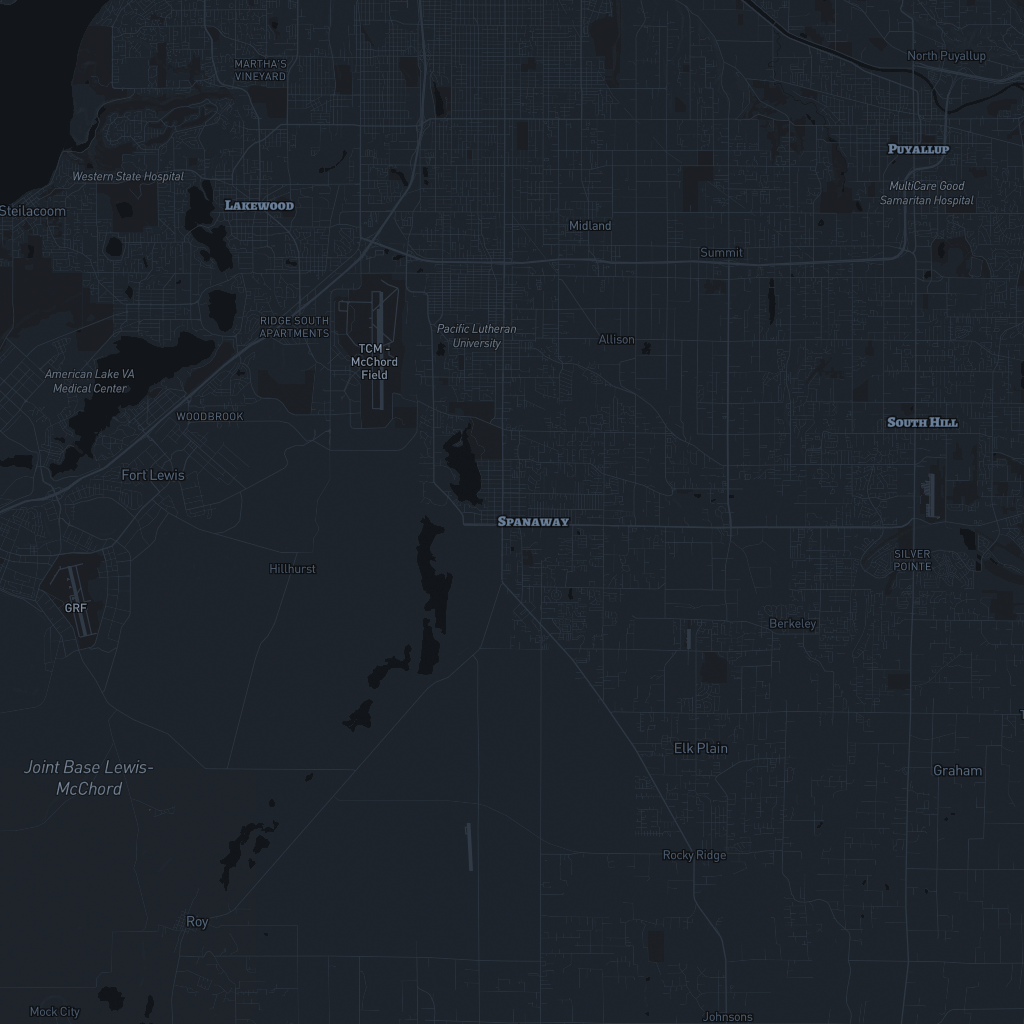 North Puyallup
MARTHA'S
VINEYARD
PUYALLUP
Western State Hospital
MultiCare Good
Samaritan Hospital
LAKEWOOD
Steilacoom
Midland
Summit
RIDGE SOUTH
APARTMENTS
Pacific Lutheran
University
Allison
TCM -
McChord
Field
American Lake VA
Medical Center
WOODBROOK
SOUTH HILL
Fort Lewis
SPANAWAY
SILVER
POINTE
Hillhurst
GRF
Berkeley
Elk Plain
Joint Base Lewis-
McChord
Graham
Rocky Ridge
Roy
Mock City
Johnsons